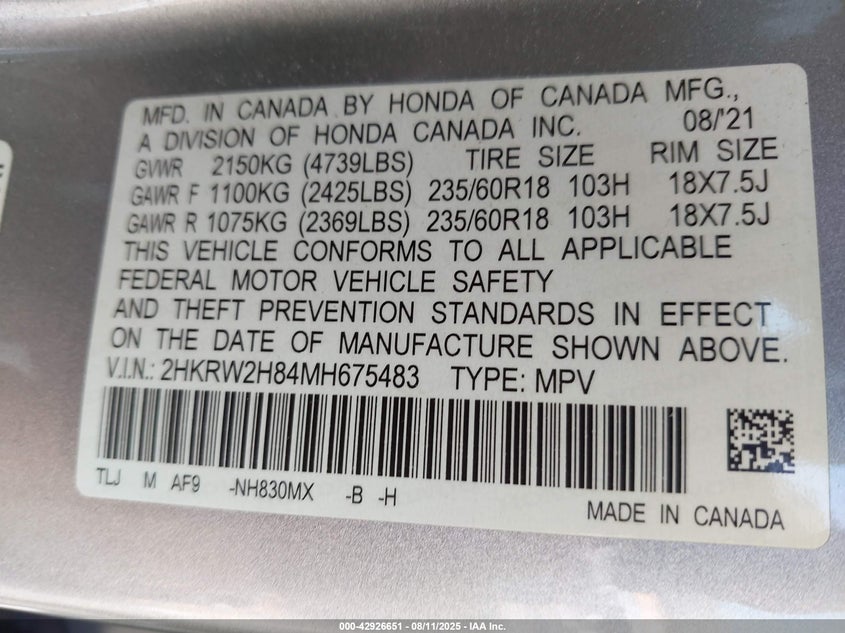 MFD. IN CANADA BY HONDA OF CANADA MFG.,
A DIVISION OF HONDA CANADA INC. 08/'21
GVWR 2150KG (4739LBS) TIRE SIZE RIM SIZE
GAWR F 1100KG (2425LBS) 235/60R18 103H 18X7.5J
GAWR R 1075KG (2369LBS) 235/60R18 103H 18X7.5J
THIS VEHICLE CONFORMS TO ALL APPLICABLE
FEDERAL MOTOR VEHICLE SAFETY
AND THEFT PREVENTION STANDARDS IN EFFECT
ON THE DATE OF MANUFACTURE SHOWN ABOVE.
V.I.N.: 2HKRW2H84MH675483 TYPE: MPV
TLJ M AF9 -NH830MX -B -H
MADE IN CANADA
000-42926651 - 08/11/2025 - IAA Inc.